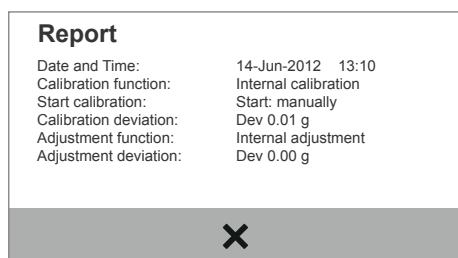 Report
Date and Time: 14-Jun-2012 13:10
Calibration function: Internal calibration
Start calibration: Start: manually
Calibration deviation: Dev 0.01 g
Adjustment function: Internal adjustment
Adjustment deviation: Dev 0.00 g